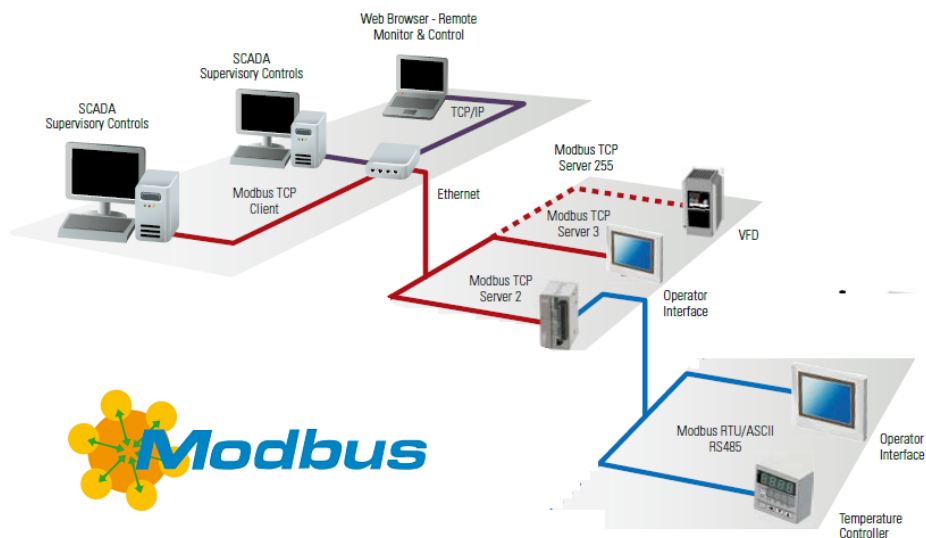 Web Browser - Remote
Monitor & Control
SCADA
Supervisory Controls
SCADA
Supervisory Controls
TCP/IP
Modbus TCP
Client
Ethernet
Modbus TCP
Server 255
Modbus TCP
Server 3
VFD
Modbus TCP
Server 2
Operator
Interface
Modbus RTU/ASCII
RS485
Operator
Interface
Temperature
Controller
Modbus